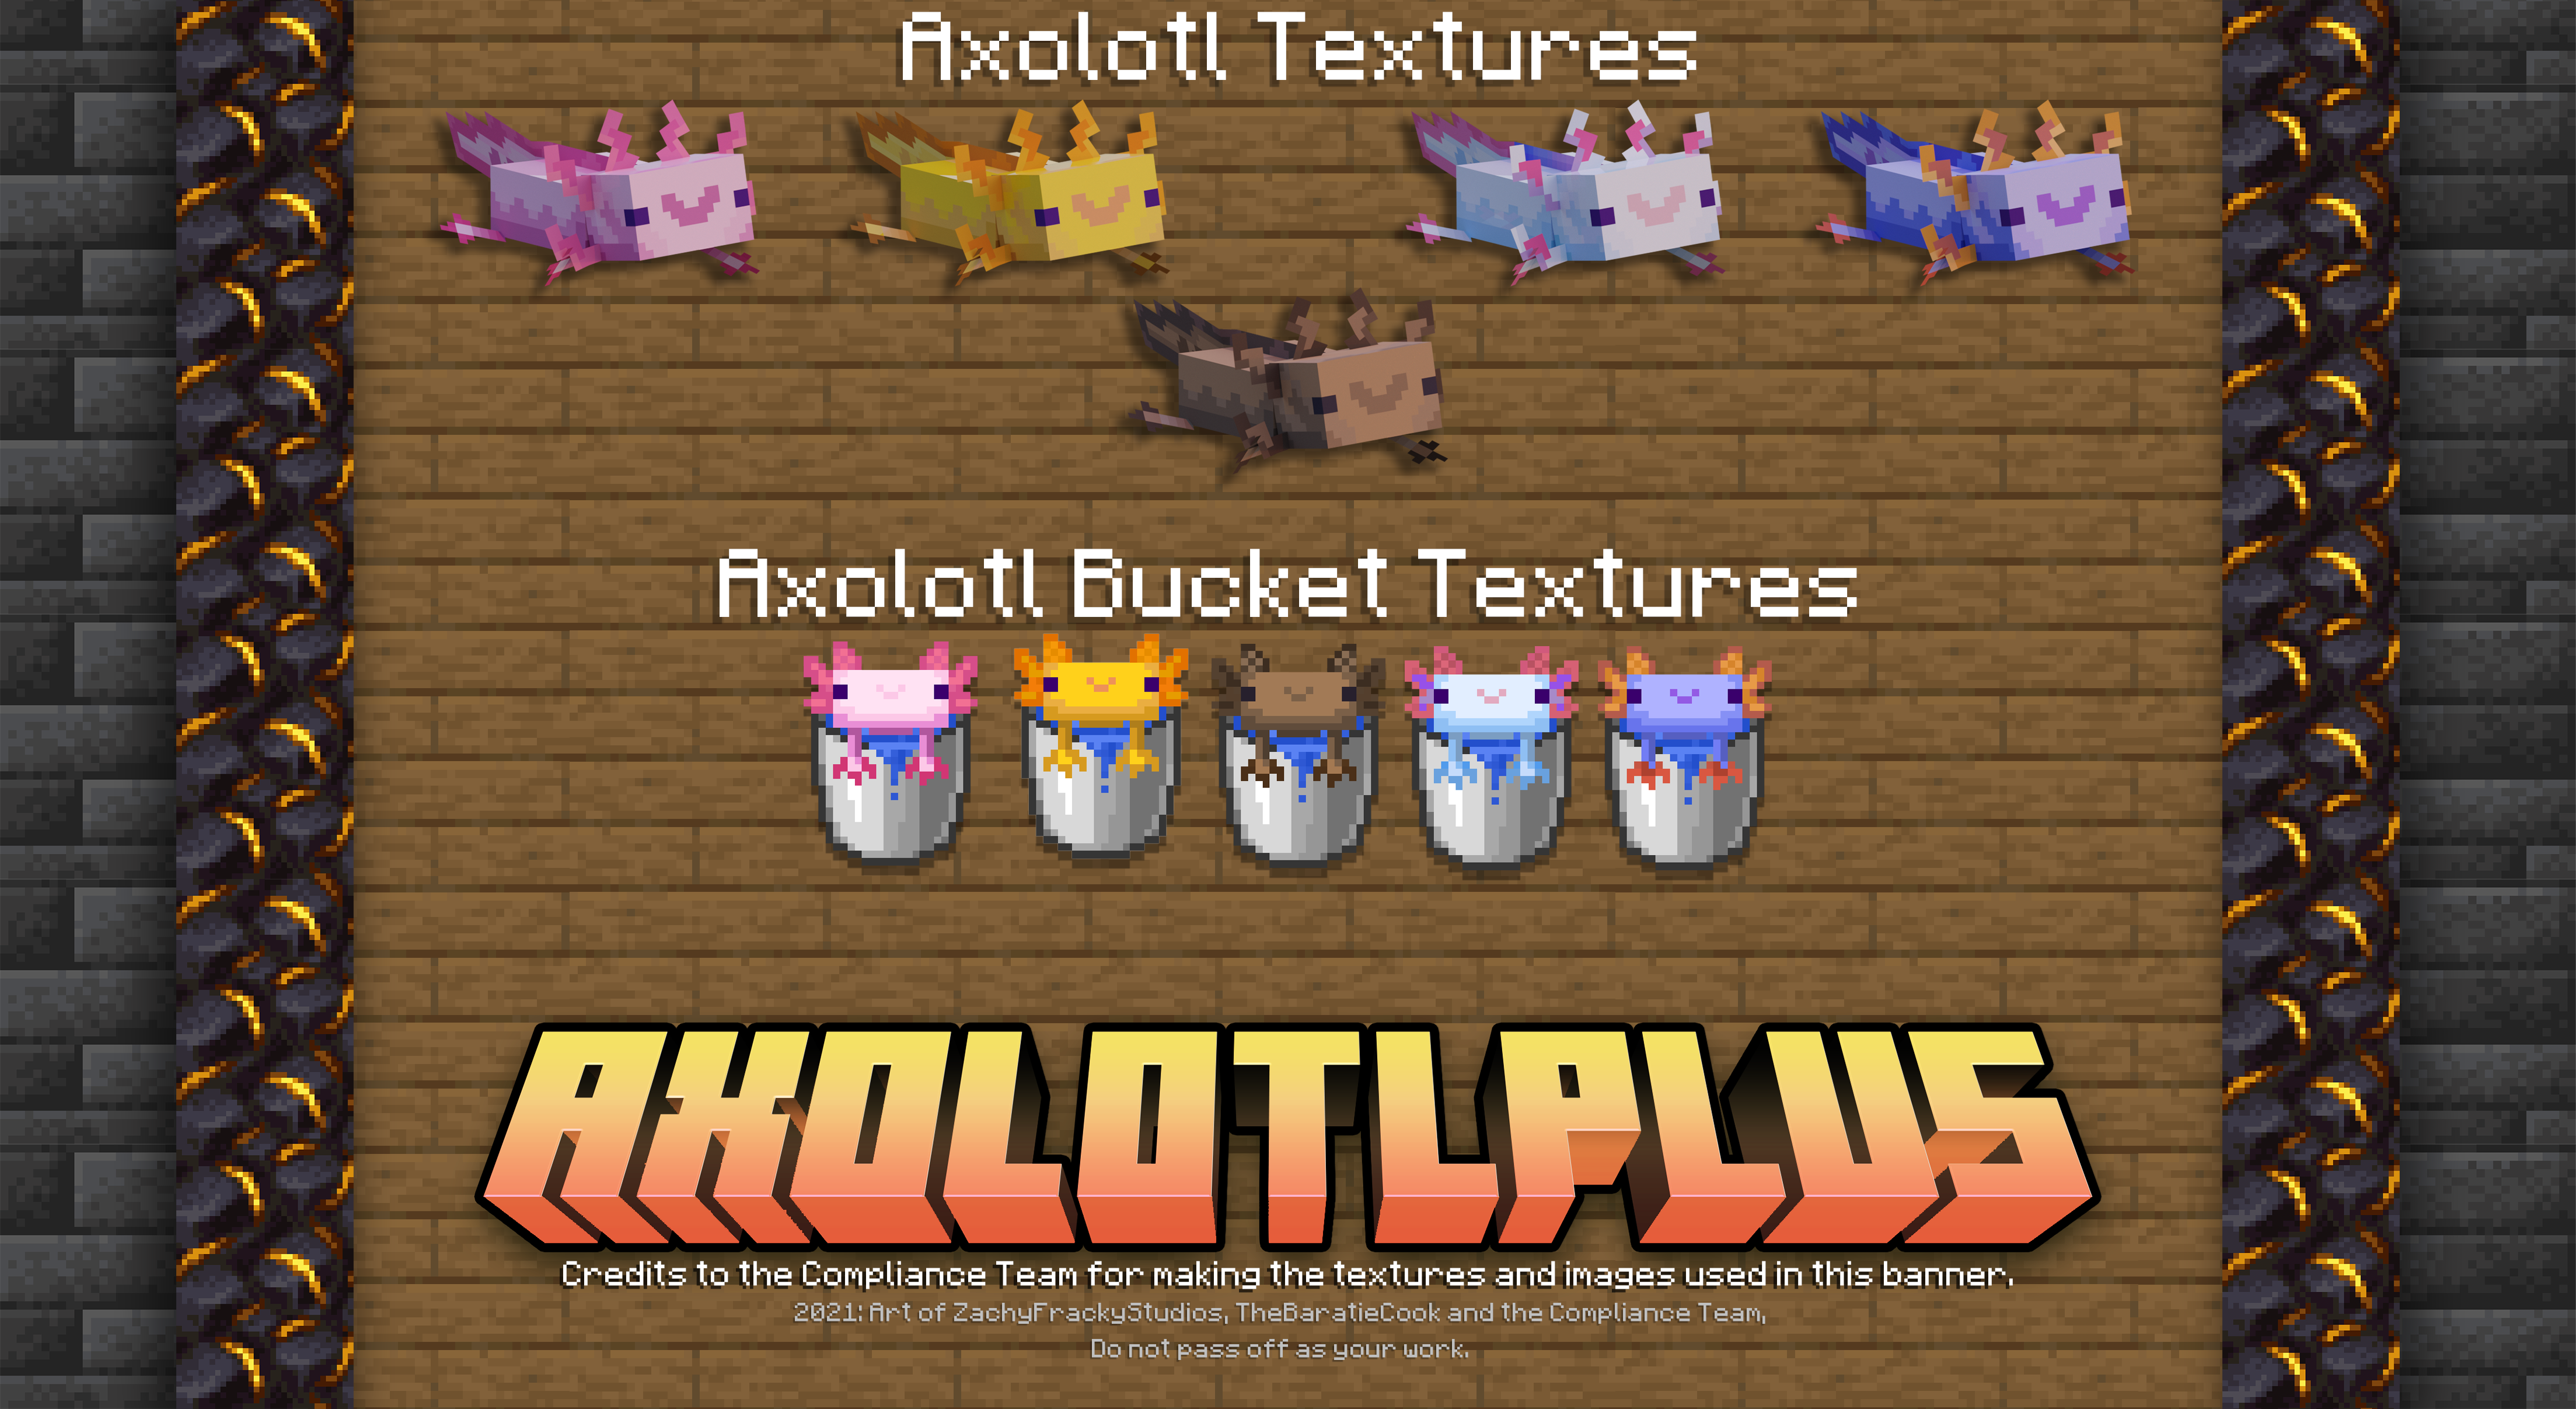 Axolotl Textures
Axolotl Bucket Textures
AXOLOTLPLUS
Credits to the Compliance Team for making the textures and images used in this banner.
2021: Art of ZachyFrackyStudios, TheBaratieCook and the Compliance Team,
Do not pass off as your work.